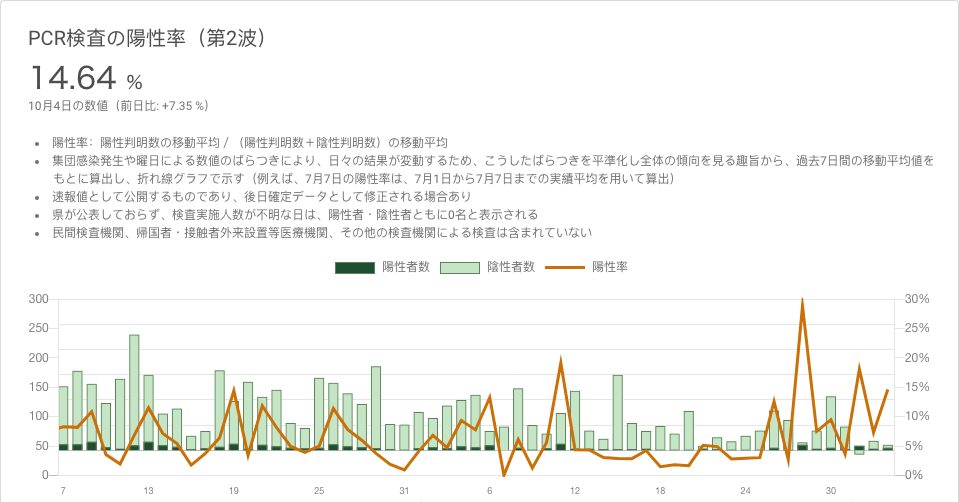 PCR検査の陽性率（第2波）
14.64 %
10月4日の数値（前日比: +7.35 %）
• 陽性率：陽性判明数の移動平均 / （陽性判明数＋陰性判明数）の移動平均
• 集団感染発生や曜日による数値のばらつきにより、日々の結果が変動するため、こうしたばらつきを平準化し全体の傾向を見る趣旨から、過去7日間の移動平均値を
もとに算出し、折れ線グラフで示す（例えば、7月7日の陽性率は、7月1日から7月7日までの実績平均を用いて算出）
• 速報値として公開するものであり、後日確定データとして修正される場合あり
• 県が公表しておらず、検査実施人数が不明な日は、陽性者・陰性者ともに0名と表示される
• 民間検査機関、帰国者・接触者外来設置等医療機関、その他の検査機関による検査は含まれていない
陽性者数 陰性者数 陽性率
300 30%
250 25%
200 20%
150 15%
100 10%
50 5%
0 0%
7 13 19 25 31 6 12 18 24 30